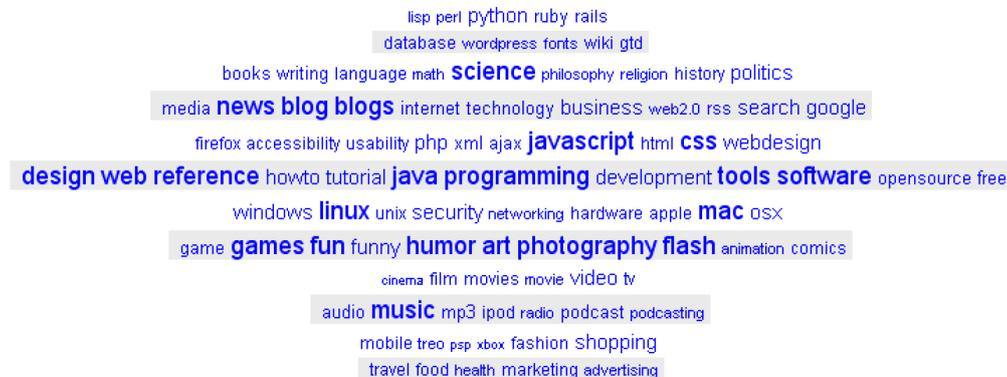 lisp perl python ruby rails
database wordpress fonts wiki gtd
books writing language math science philosophy religion history politics
media news blog blogs internet technology business web2.0 rss search google
firefox accessibility usability php xml ajax javascript html css webdesign
design web reference howto tutorial java programming development tools software opensource free
windows linux unix security networking hardware apple mac osx
game games fun funny humor art photography flash animation comics
cinema film movies movie video tv
audio music mp3 ipod radio podcast podcasting
mobile treo psp xbox fashion shopping
travel food health marketing advertising